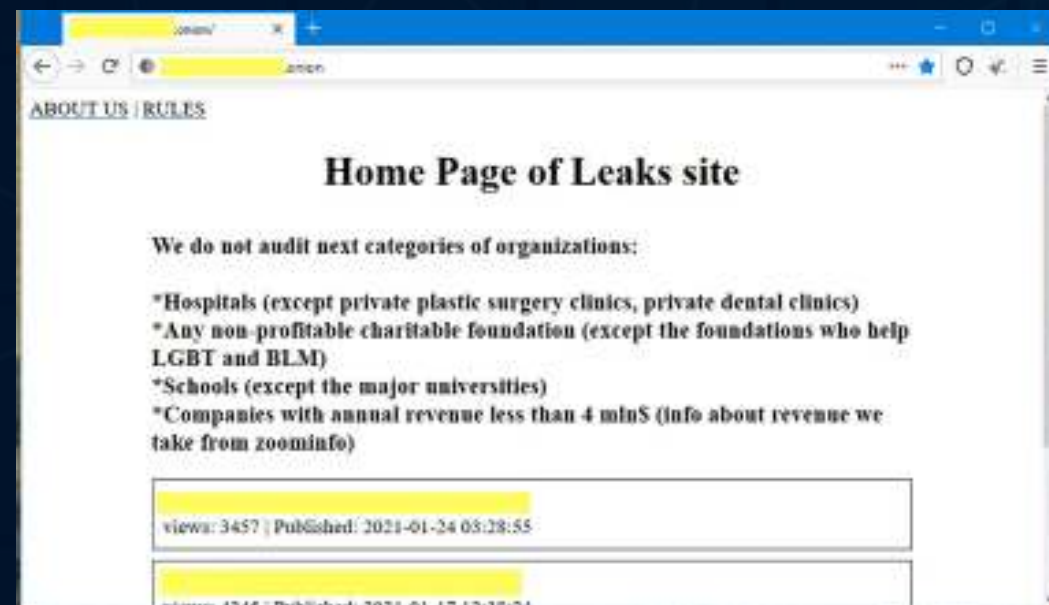 .onion/
.onion
ABOUT US | RULES
Home Page of Leaks site
We do not audit next categories of organizations:
*Hospitals (except private plastic surgery clinics, private dental clinics)
*Any non-profitable charitable foundation (except the foundations who help
LGBT and BLM)
*Schools (except the major universities)
*Companies with annual revenue less than 4 mln$ (info about revenue we
take from zoominfo)
views: 3457 | Published: 2021-01-24 03:28:55